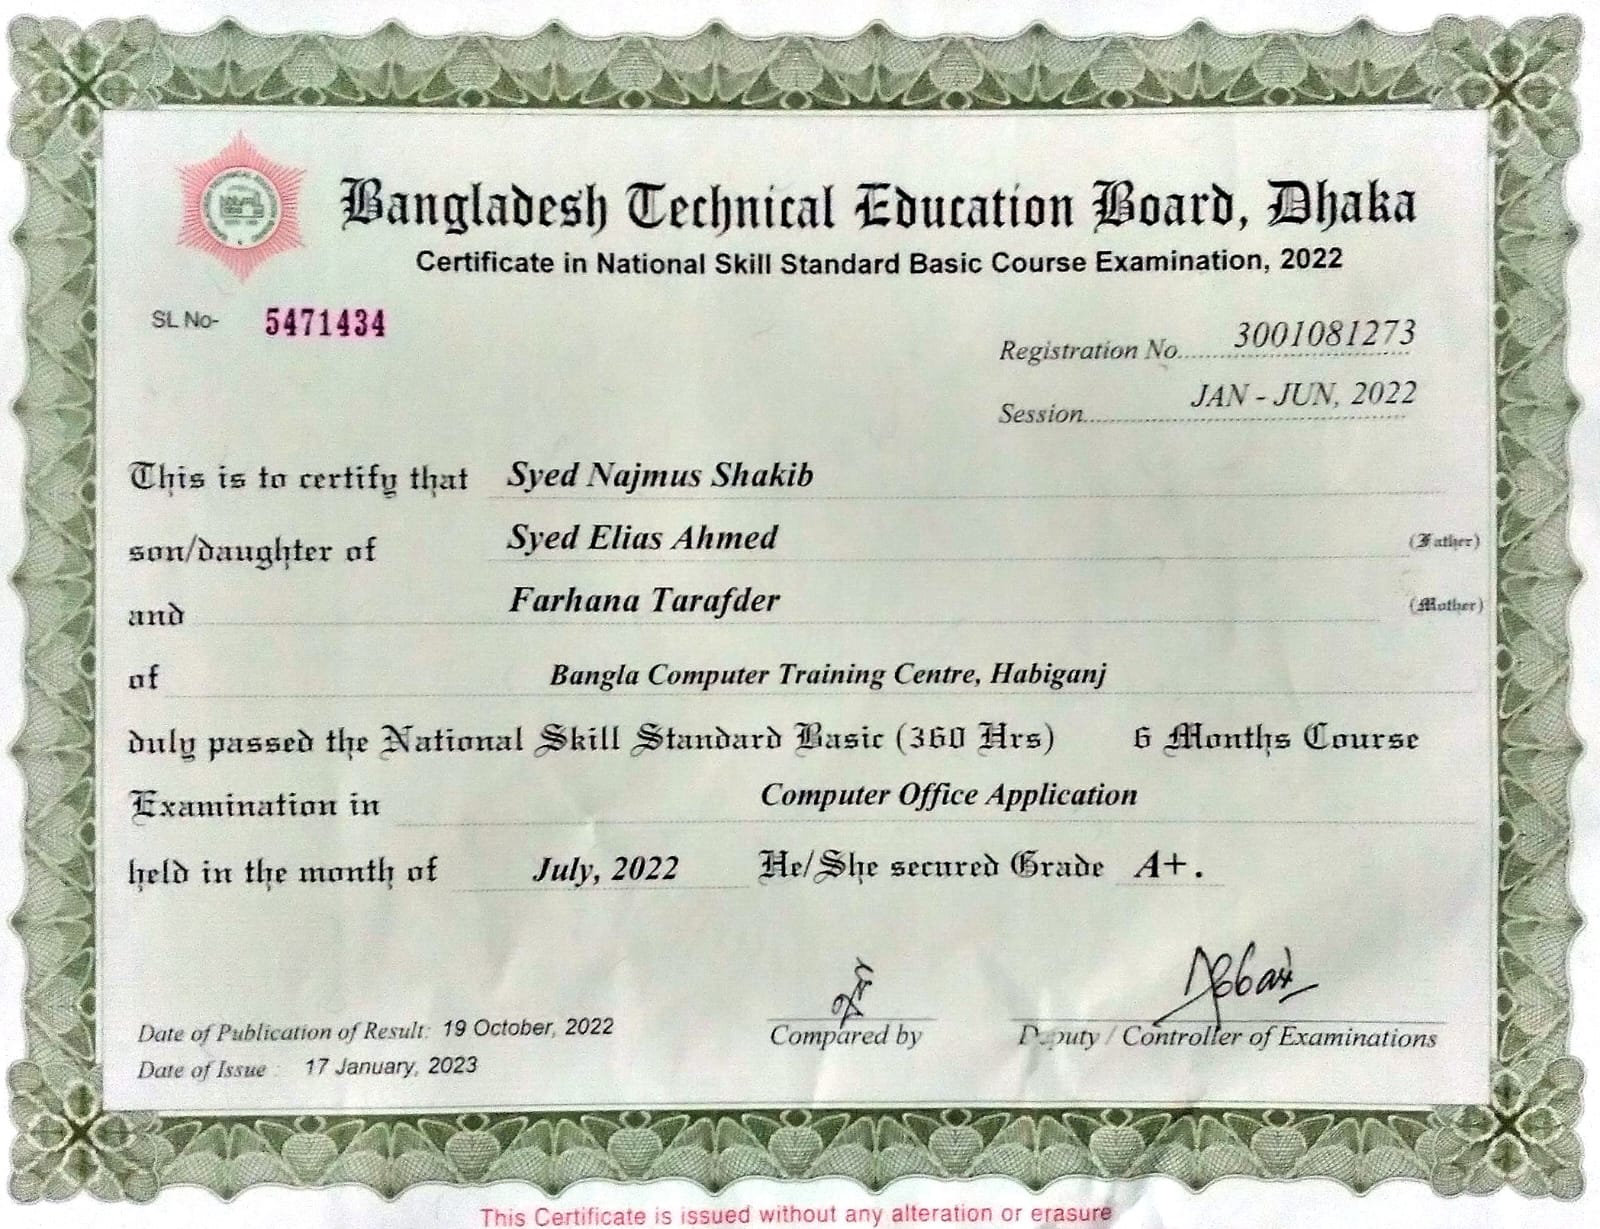 Bangladesh Technical Education Board, Dhaka
Certificate in National Skill Standard Basic Course Examination, 2022
SL No- 5471434
Registration No. 3001081273
Session JAN - JUN, 2022
This is to certify that Syed Najmus Shakib
son/daughter of Syed Elias Ahmed (Father)
and Farhana Tarafder (Mother)
of Bangla Computer Training Centre, Habiganj
duly passed the National Skill Standard Basic (360 Hrs) 6 Months Course
Examination in Computer Office Application
held in the month of July, 2022 He/She secured Grade A+.
Date of Publication of Result: 19 October, 2022
Compared by
Deputy / Controller of Examinations
Date of Issue : 17 January, 2023
This Certificate is issued without any alteration or erasure